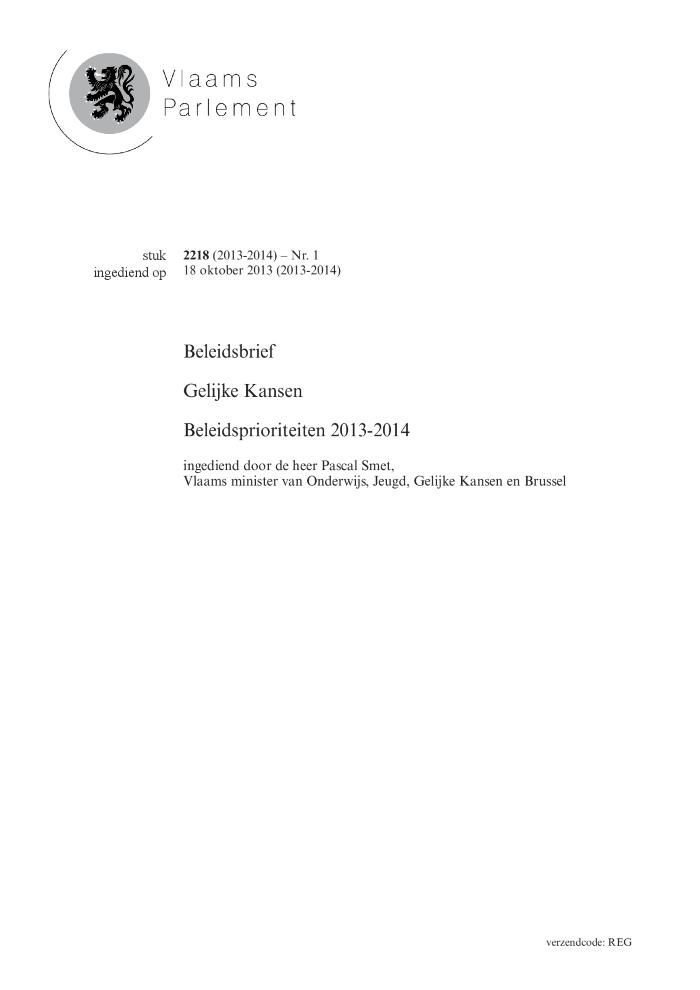 Vlaams
Parlement
stuk 2218 (2013-2014) – Nr. 1
ingediend op 18 oktober 2013 (2013-2014)
Beleidsbrief
Gelijke Kansen
Beleidsprioriteiten 2013-2014
ingediend door de heer Pascal Smet,
Vlaams minister van Onderwijs, Jeugd, Gelijke Kansen en Brussel
verzendcode: REG